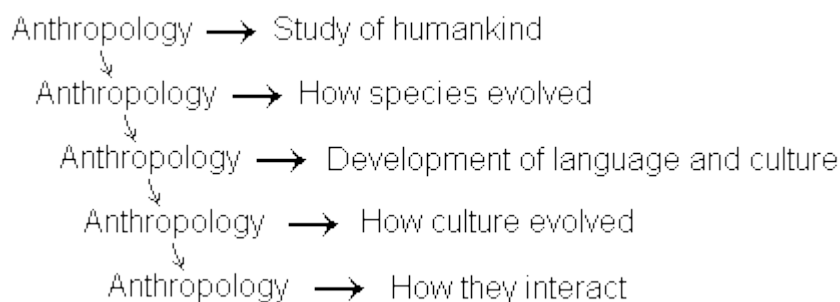 Anthropology → Study of humankind
Anthropology → How species evolved
Anthropology → Development of language and culture
Anthropology → How culture evolved
Anthropology → How they interact